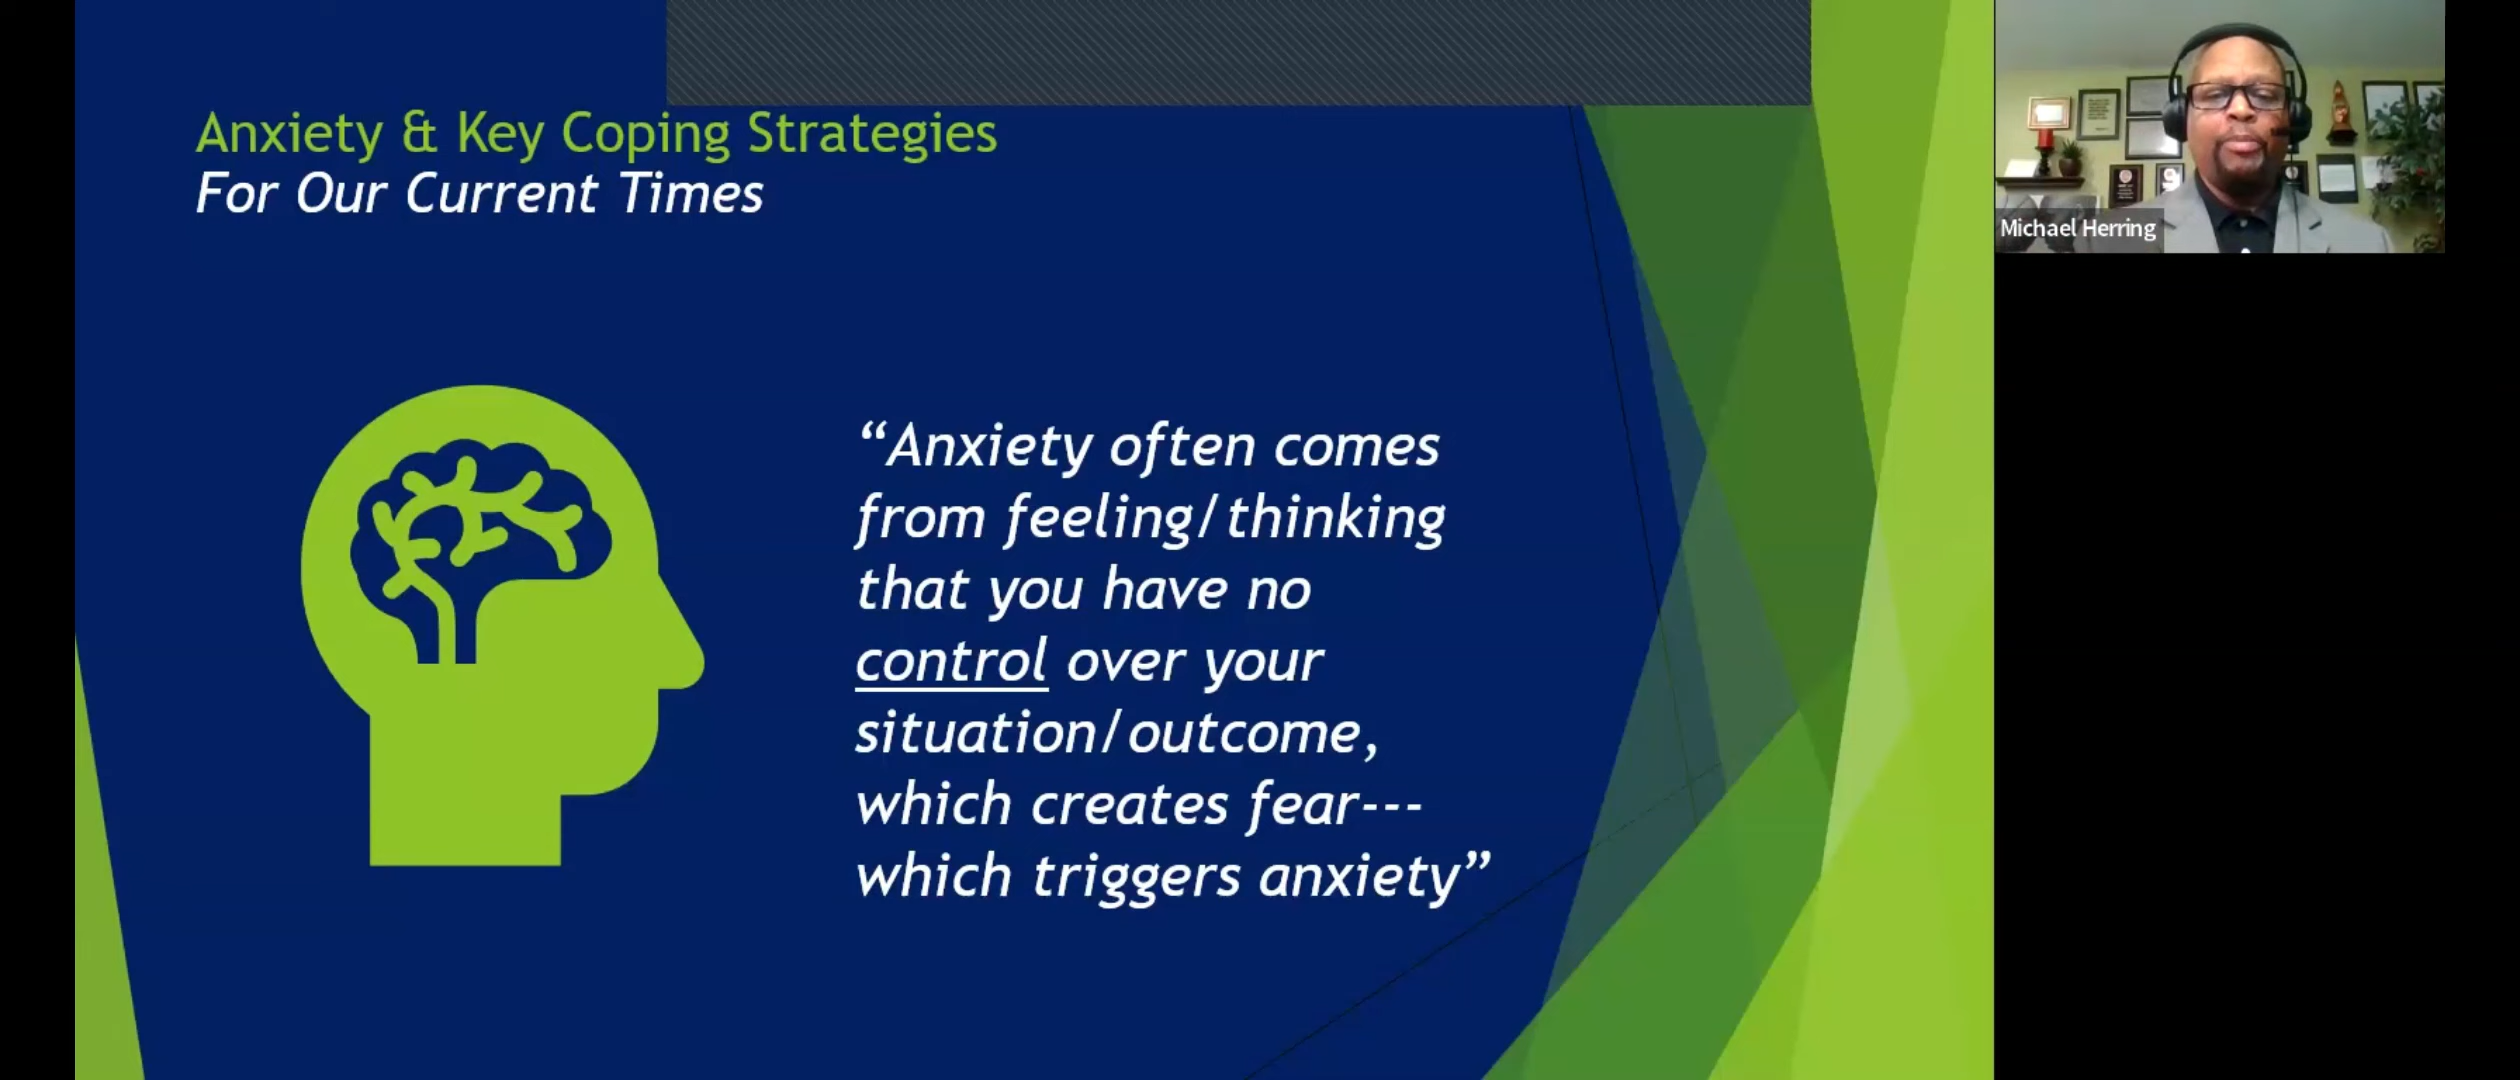 Anxiety & Key Coping Strategies
For Our Current Times
“Anxiety often comes
from feeling/thinking
that you have no
control over your
situation/outcome,
which creates fear---
which triggers anxiety”
Michael Herring